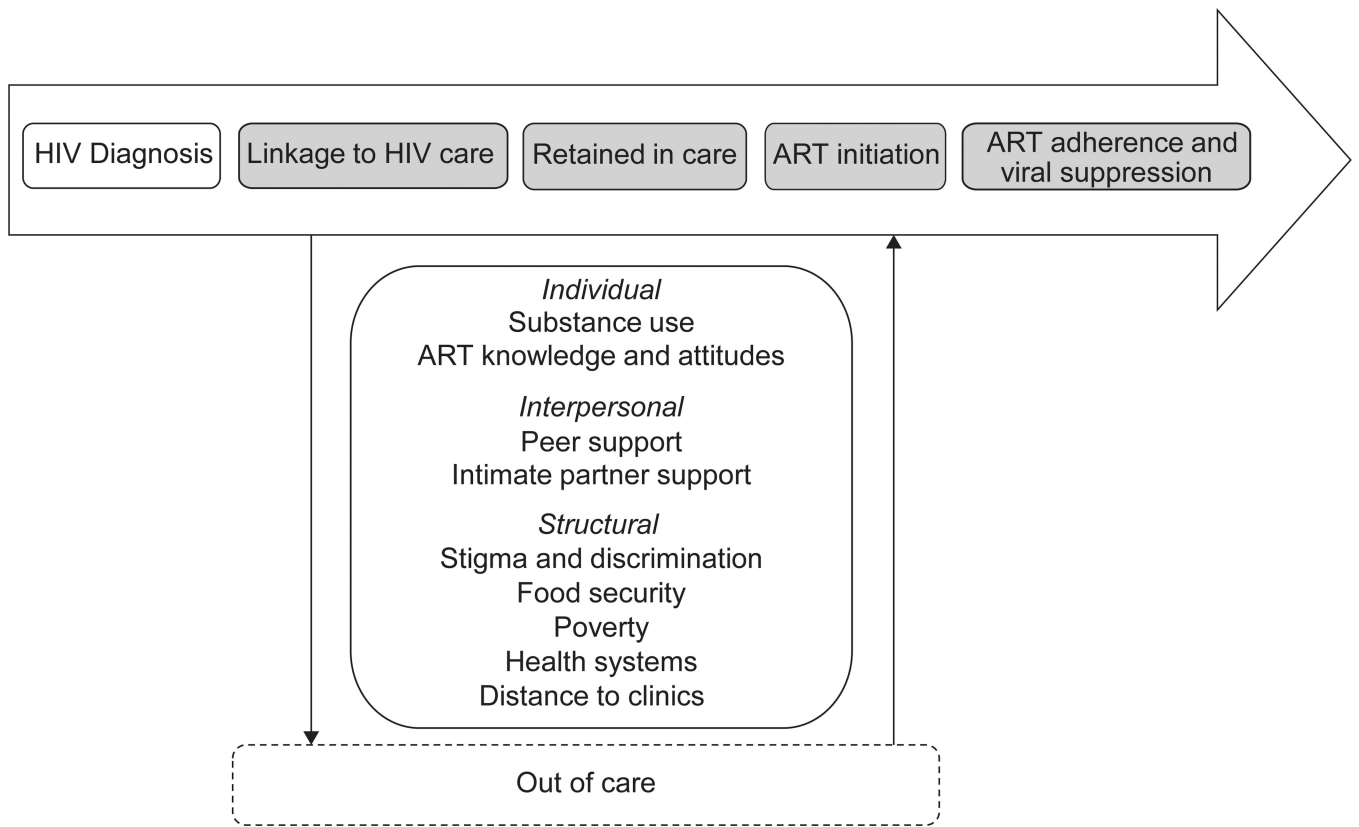 HIV Diagnosis
Linkage to HIV care
Retained in care
ART initiation
ART adherence and
viral suppression
Individual
Substance use
ART knowledge and attitudes
Interpersonal
Peer support
Intimate partner support
Structural
Stigma and discrimination
Food security
Poverty
Health systems
Distance to clinics
Out of care